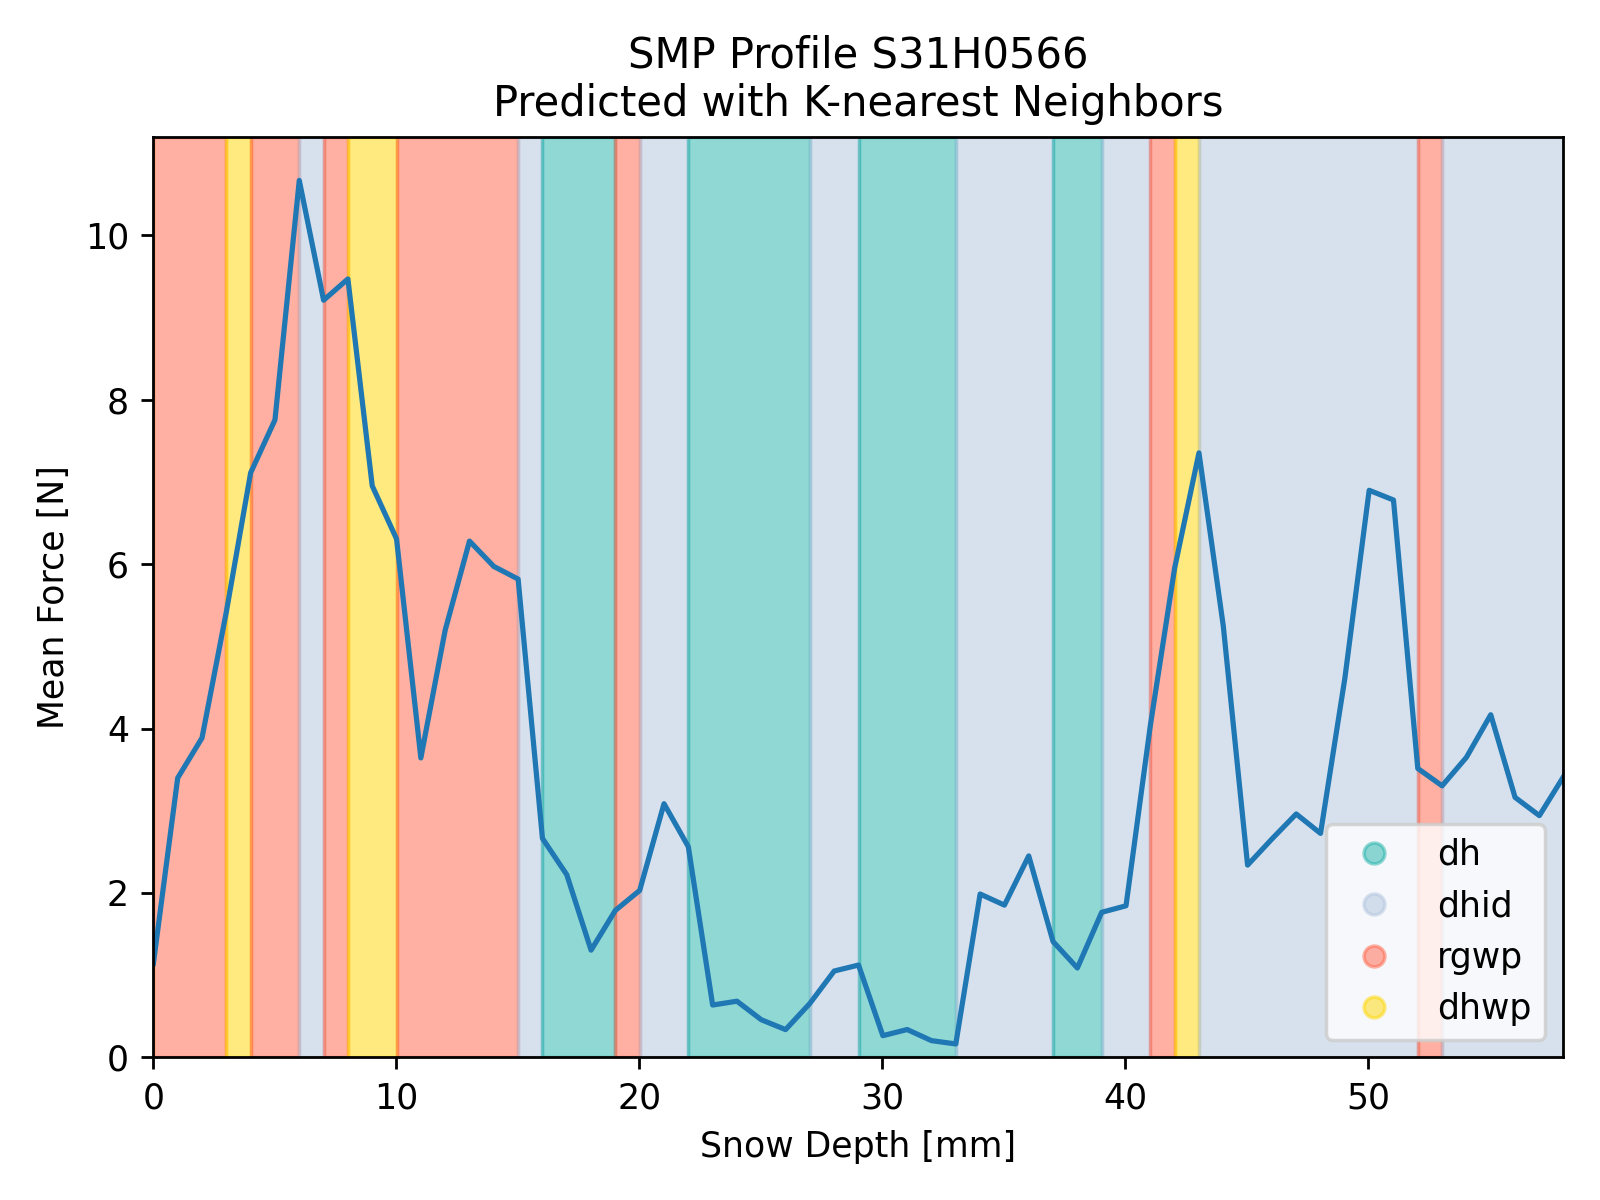 SMP Profile S31H0566
Predicted with K-nearest Neighbors
Mean Force [N]
10
8
6
4
2
0
dh
dhid
rgwp
dhwp
0 10 20 30 40 50
Snow Depth [mm]